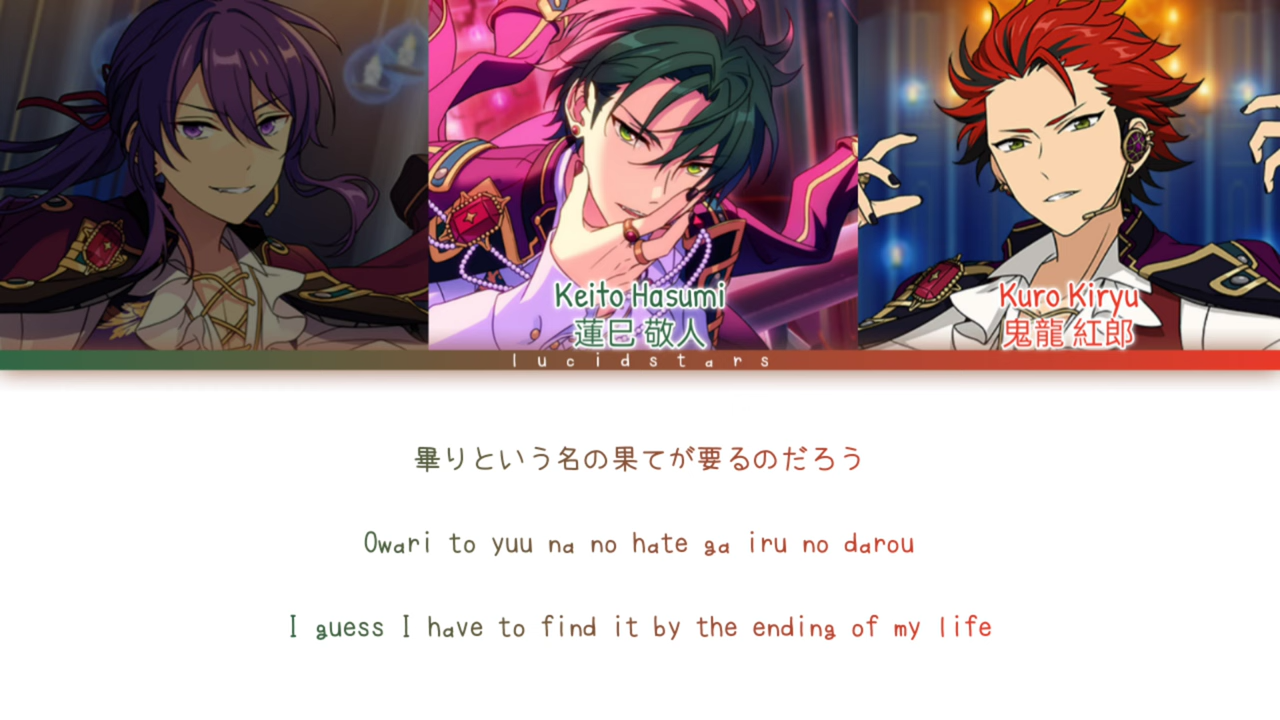 Keito Hasumi
蓮巳 敬人
Kuro Kiryu
鬼龍 紅郎
lucidstars
畢りという名の果てが要るのだろう
Owari to yuu na no hate ga iru no darou
I guess I have to find it by the ending of my life